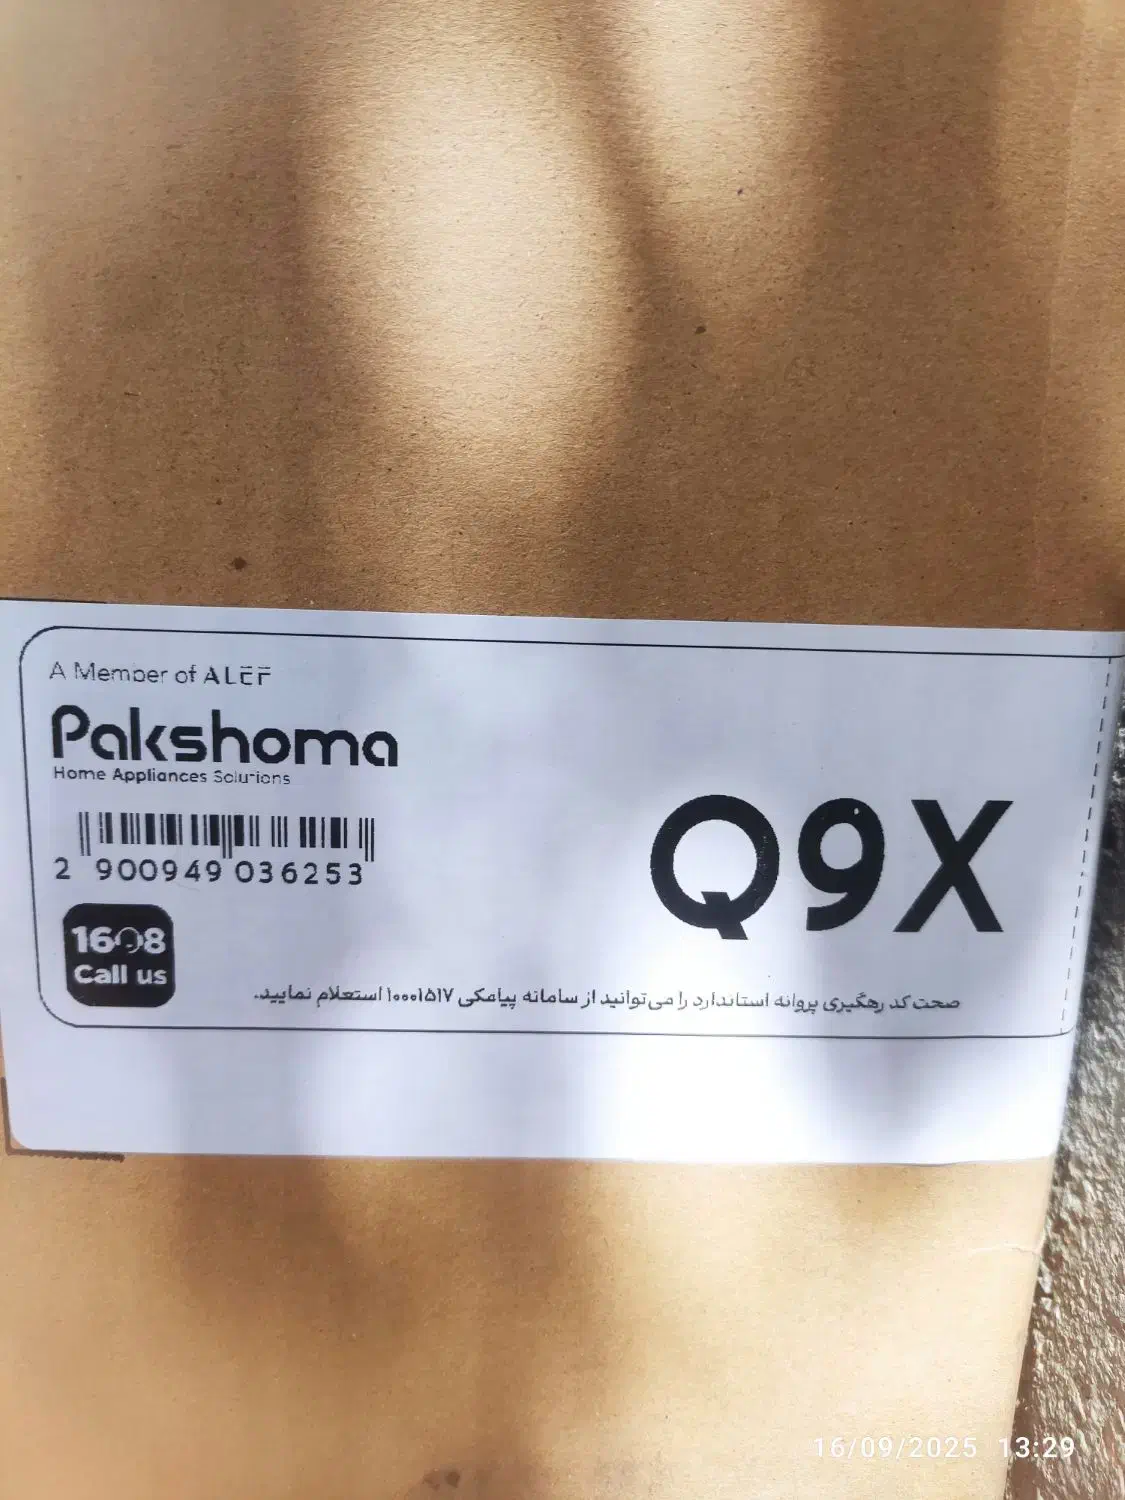 A Member of ALEF
Pakshoma
Home Appliances Solutions
2 900949 036253
Q9X
1608
Call us
صحت کد رهگیری پروانه استاندارد را می‌توانید از سامانه پیامکی ۱۰۰۰۱۵۱۷ استعلام نمایید.
16/09/2025 13:29